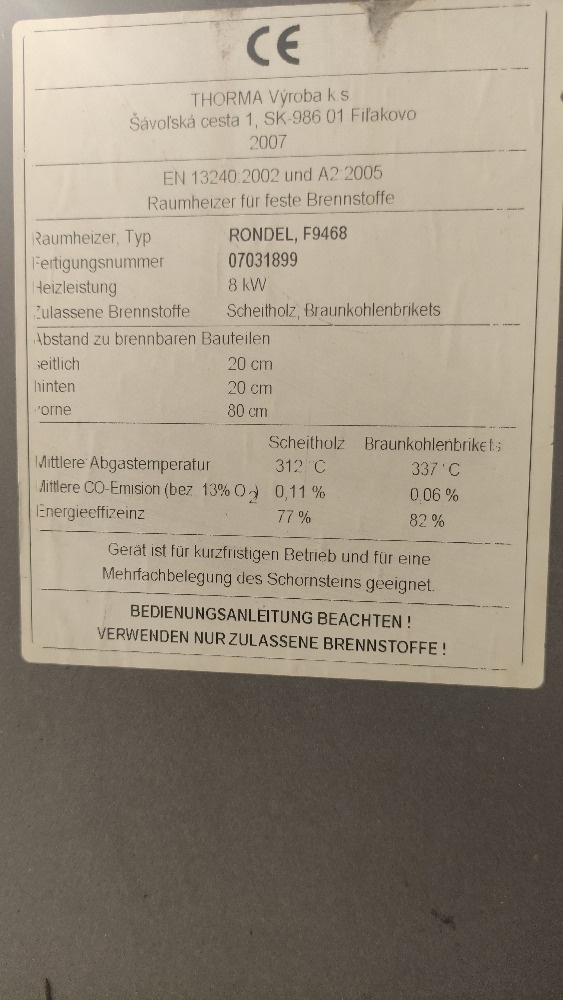 CE
THORMA Výroba k.s
Šávoľská cesta 1, SK-986 01 Fiľakovo
2007
EN 13240:2002 und A2:2005
Raumheizer für feste Brennstoffe
Raumheizer, Typ RONDEL, F9468
Fertigungsnummer 07031899
Heizleistung 8 kW
Zulassene Brennstoffe Scheitholz, Braunkohlenbrikets
Abstand zu brennbaren Bauteilen
seitlich 20 cm
hinten 20 cm
vorne 80 cm
Scheitholz Braunkohlenbrikets
Mittlere Abgastemperatur 312 °C 337 °C
Mittlere CO-Emision (bez. 13% O2) 0,11 % 0.06 %
Energieeffizeinz 77 % 82 %
Gerät ist für kurzfristigen Betrieb und für eine
Mehrfachbelegung des Schornsteins geeignet.
BEDIENUNGSANLEITUNG BEACHTEN !
VERWENDEN NUR ZULASSENE BRENNSTOFFE !